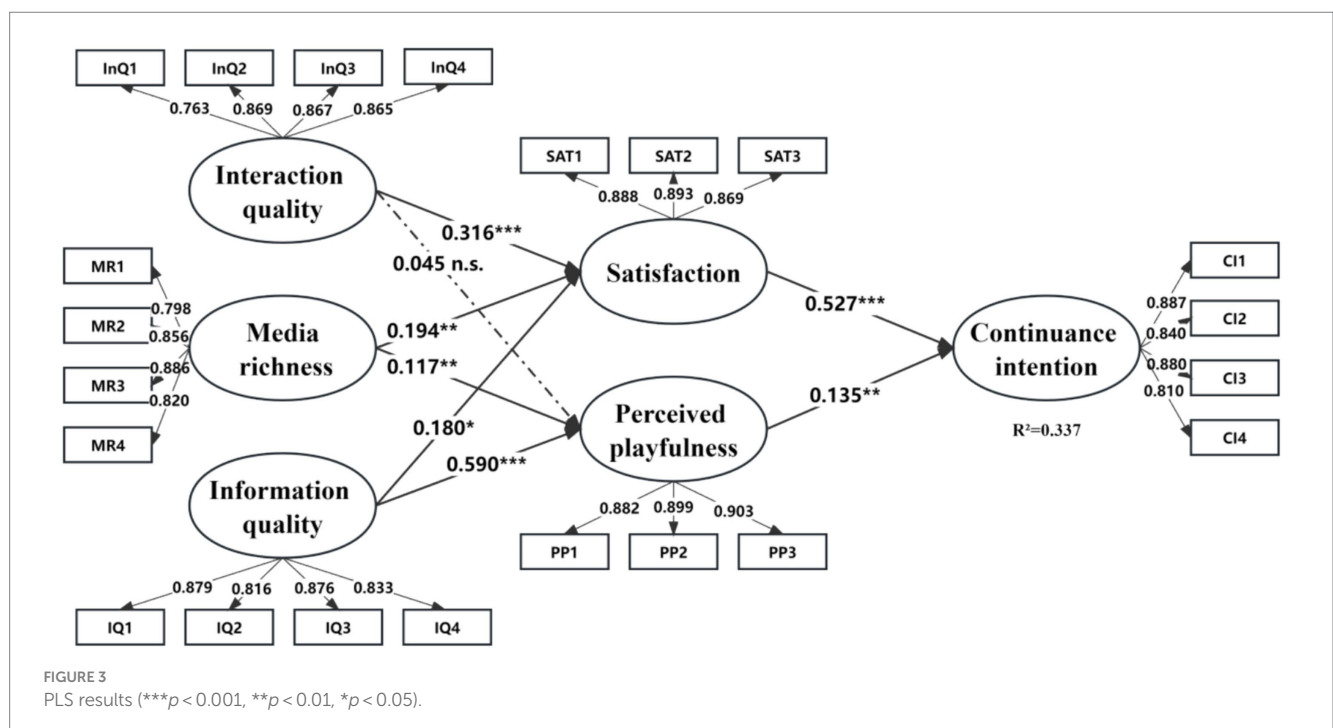 InQ1 InQ2 InQ3 InQ4
0.763 0.869 0.867 0.865
Interaction
quality
SAT1 SAT2 SAT3
0.888 0.893 0.869
0.316***
0.045 n.s.
Satisfaction
MR1
MR2
MR3
MR4
0.798
0.856
0.886
0.820
Media
richness
0.194**
0.117**
0.527***
0.135**
Continuance
intention
R²=0.337
CI1
CI2
CI3
CI4
0.887
0.840
0.880
0.810
Perceived
playfulness
0.180*
0.590***
Information
quality
0.882 0.899 0.903
PP1 PP2 PP3
0.879 0.816 0.876 0.833
IQ1 IQ2 IQ3 IQ4
FIGURE 3
PLS results (***p < 0.001, **p < 0.01, *p < 0.05).